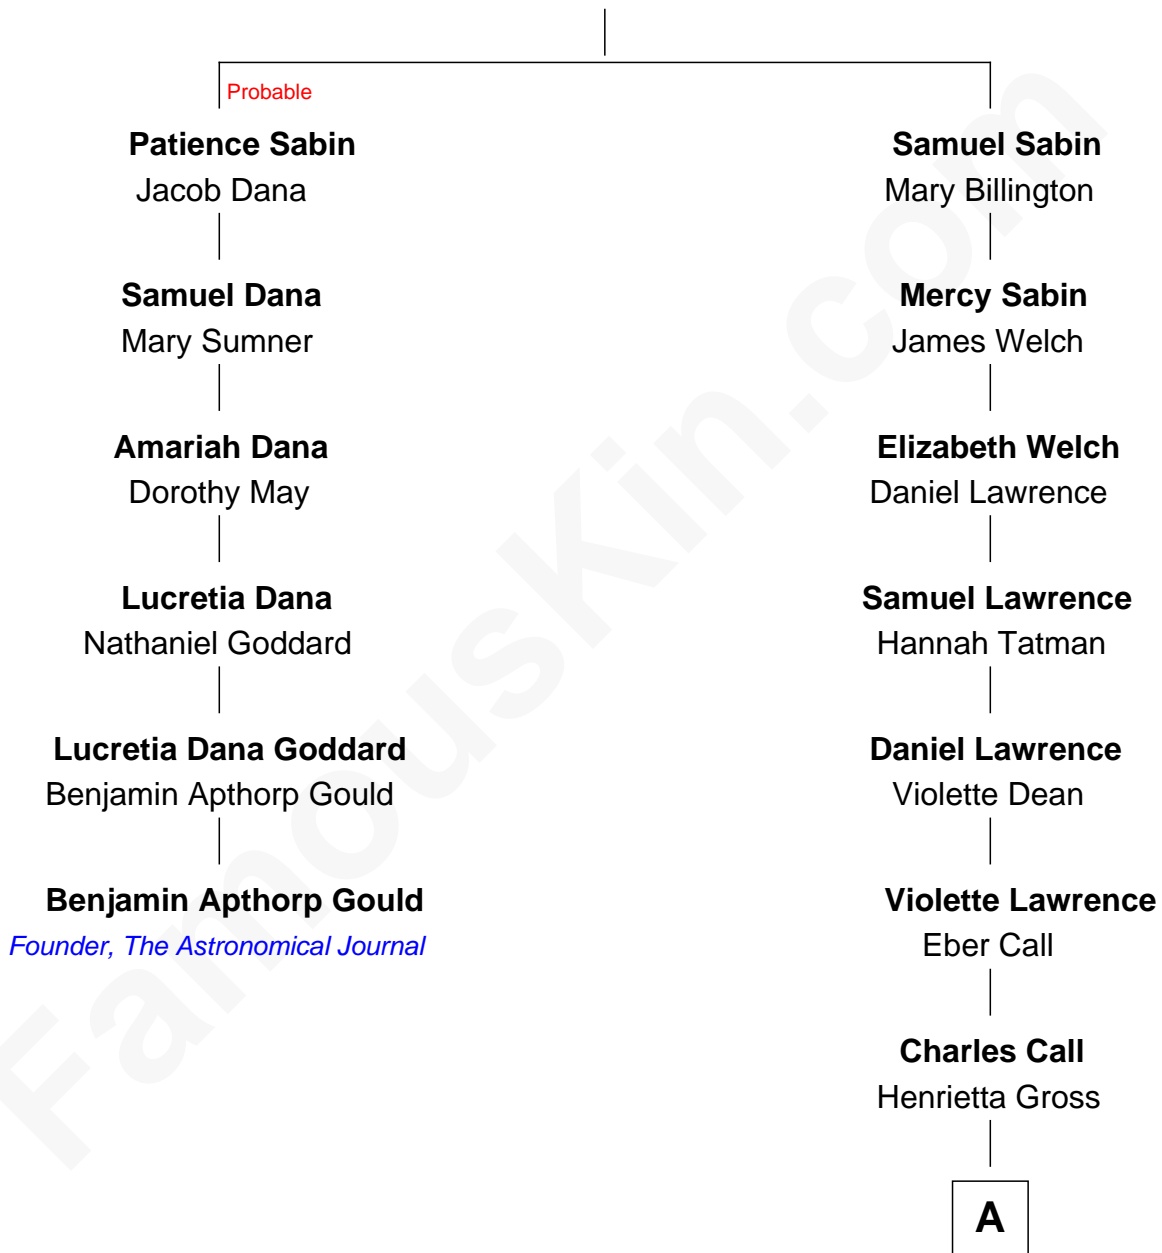 Probable
Patience Sabin
Jacob Dana
Samuel Dana
Mary Sumner
Amariah Dana
Dorothy May
Lucretia Dana
Nathaniel Goddard
Lucretia Dana Goddard
Benjamin Apthorp Gould
Benjamin Apthorp Gould
Founder, The Astronomical Journal
Samuel Sabin
Mary Billington
Mercy Sabin
James Welch
Elizabeth Welch
Daniel Lawrence
Samuel Lawrence
Hannah Tatman
Daniel Lawrence
Violette Dean
Violette Lawrence
Eber Call
Charles Call
Henrietta Gross
A
FamousKin.com